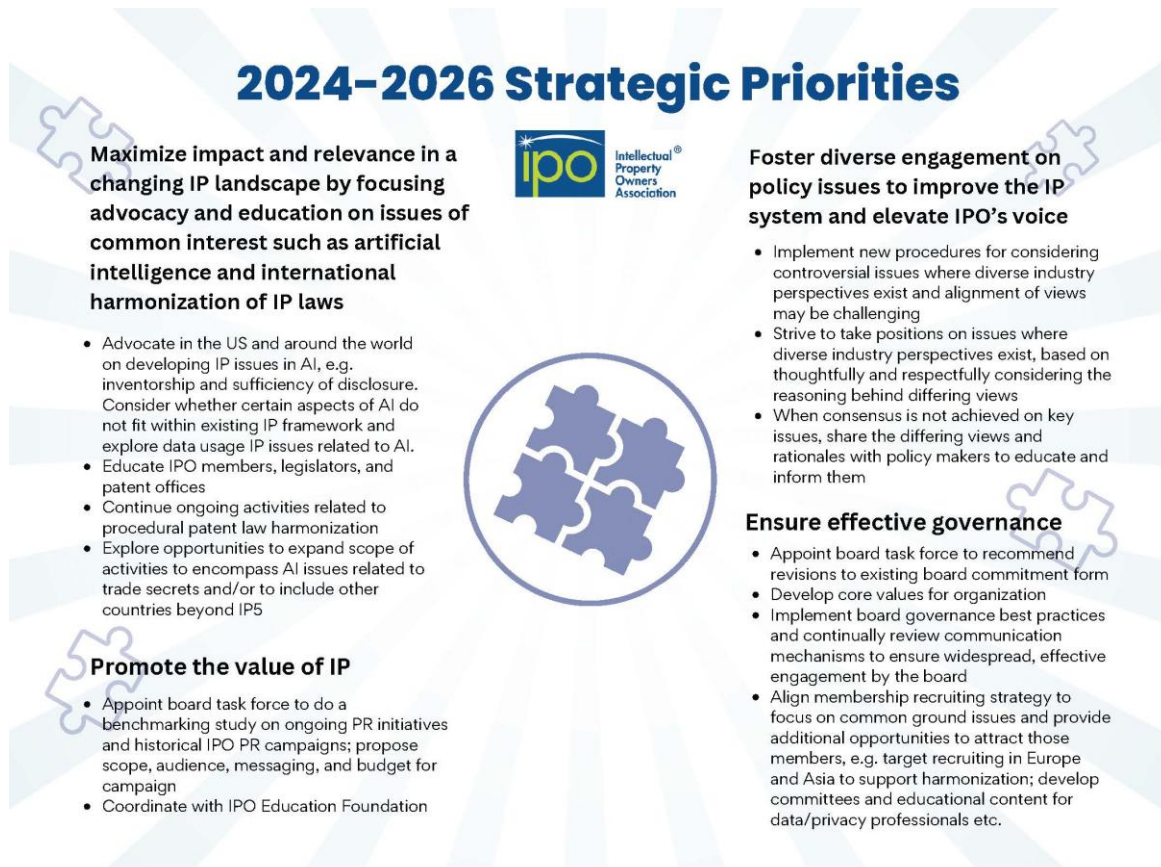 2024-2026 Strategic Priorities
ipo
Intellectual ®
Property
Owners
Association
Maximize impact and relevance in a
changing IP landscape by focusing
advocacy and education on issues of
common interest such as artificial
intelligence and international
harmonization of IP laws
• Advocate in the US and around the world
on developing IP issues in AI, e.g.
inventorship and sufficiency of disclosure.
Consider whether certain aspects of AI do
not fit within existing IP framework and
explore data usage IP issues related to AI.
• Educate IPO members, legislators, and
patent offices
• Continue ongoing activities related to
procedural patent law harmonization
• Explore opportunities to expand scope of
activities to encompass AI issues related to
trade secrets and/or to include other
countries beyond IP5
Promote the value of IP
• Appoint board task force to do a
benchmarking study on ongoing PR initiatives
and historical IPO PR campaigns; propose
scope, audience, messaging, and budget for
campaign
• Coordinate with IPO Education Foundation
Foster diverse engagement on
policy issues to improve the IP
system and elevate IPO's voice
• Implement new procedures for considering
controversial issues where diverse industry
perspectives exist and alignment of views
may be challenging
• Strive to take positions on issues where
diverse industry perspectives exist, based on
thoughtfully and respectfully considering the
reasoning behind differing views
• When consensus is not achieved on key
issues, share the differing views and
rationales with policy makers to educate and
inform them
Ensure effective governance
• Appoint board task force to recommend
revisions to existing board commitment form
• Develop core values for organization
• Implement board governance best practices
and continually review communication
mechanisms to ensure widespread, effective
engagement by the board
• Align membership recruiting strategy to
focus on common ground issues and provide
additional opportunities to attract those
members, e.g. target recruiting in Europe
and Asia to support harmonization; develop
committees and educational content for
data/privacy professionals etc.